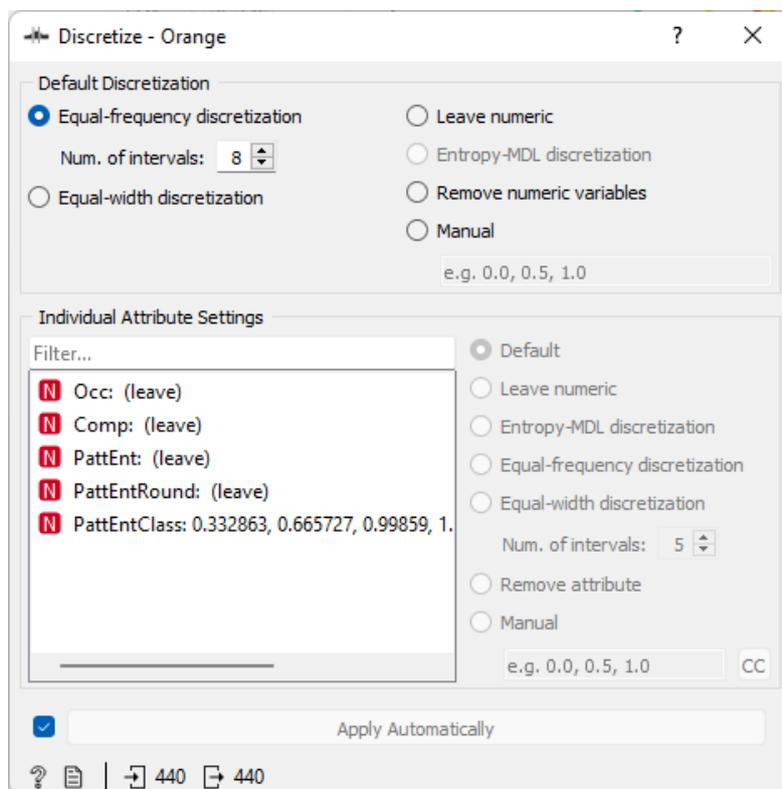 Discretize - Orange
?
Default Discretization
Equal-frequency discretization
Num. of intervals: 8
Equal-width discretization
Leave numeric
Entropy-MDL discretization
Remove numeric variables
Manual
e.g. 0.0, 0.5, 1.0
Individual Attribute Settings
Filter...
N Occ: (leave)
N Comp: (leave)
N PattEnt: (leave)
N PattEntRound: (leave)
N PattEntClass: 0.332863, 0.665727, 0.99859, 1.
Default
Leave numeric
Entropy-MDL discretization
Equal-frequency discretization
Equal-width discretization
Num. of intervals: 5
Remove attribute
Manual
e.g. 0.0, 0.5, 1.0 CC
Apply Automatically
? 440 440